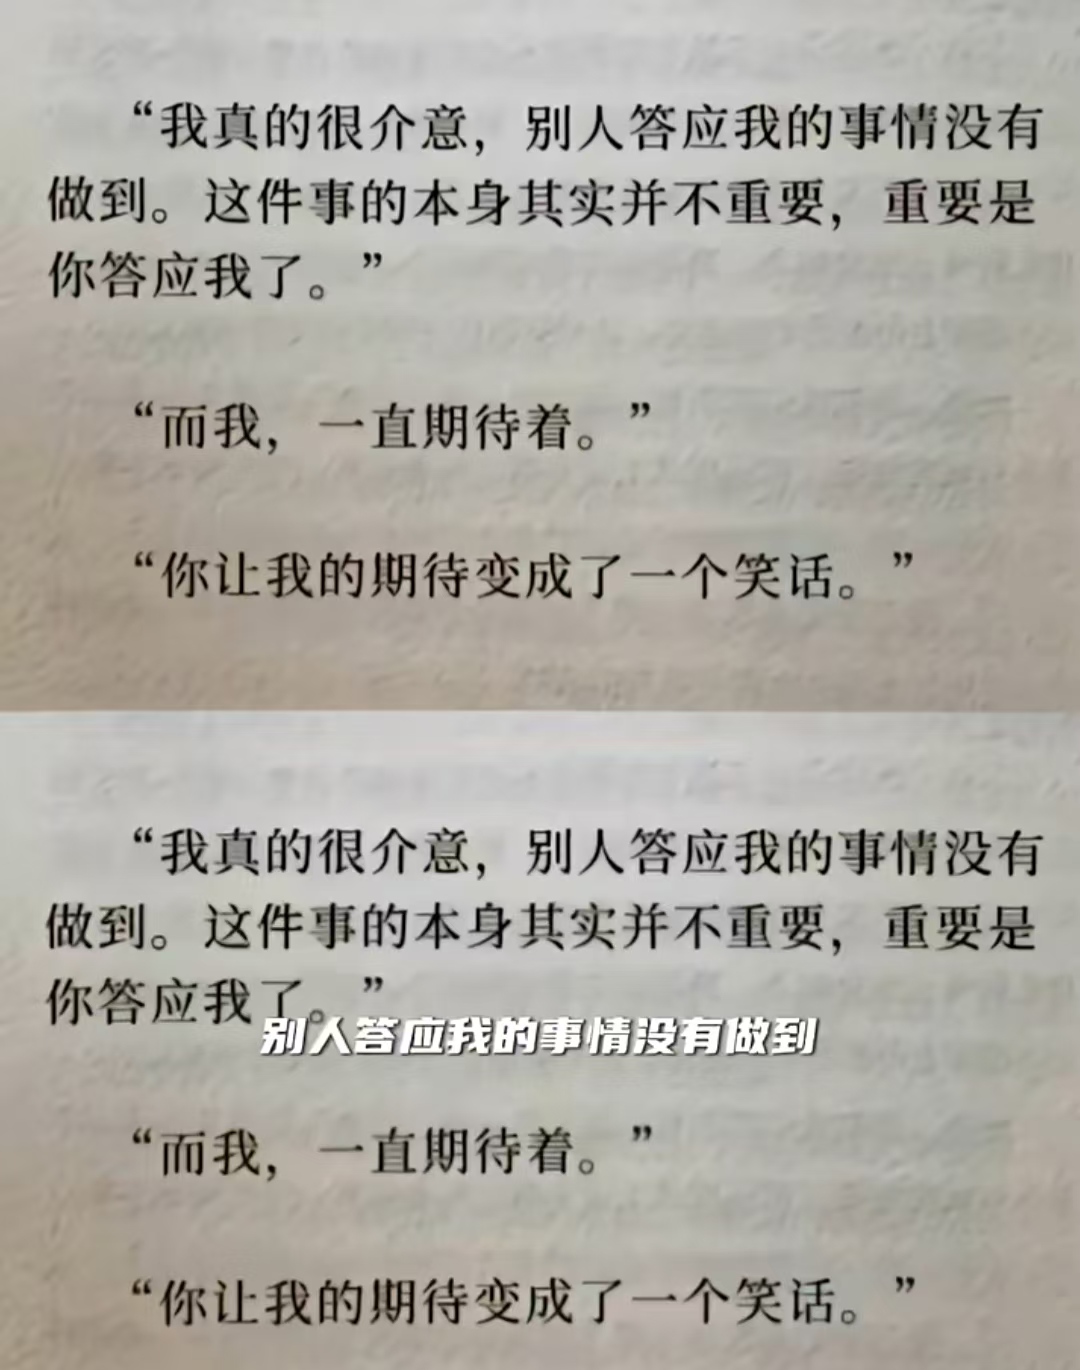 “我真的很介意，别人答应我的事情没有
做到。这件事的本身其实并不重要，重要是
你答应我了。”
“而我，一直期待着。”
“你让我的期待变成了一个笑话。”
“我真的很介意，别人答应我的事情没有
做到。这件事的本身其实并不重要，重要是
你答应我了。”
别人答应我的事情没有做到
“而我，一直期待着。”
“你让我的期待变成了一个笑话。”